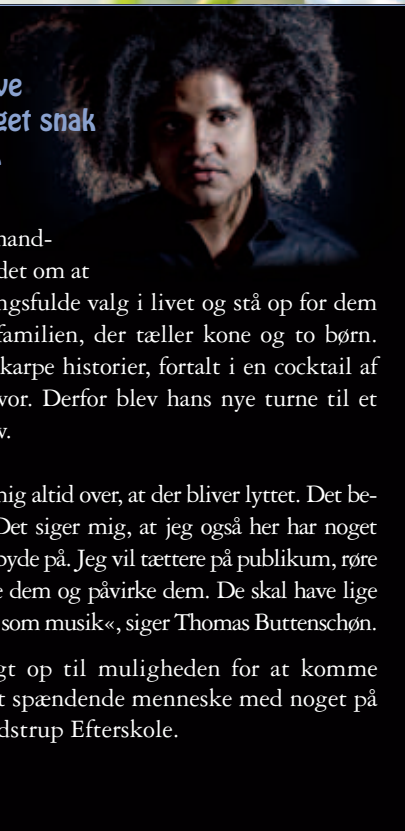 ve
get snak
hand-
det om at
ngsfulde valg i livet og stå op for dem
familien, der tæller kone og to børn.
karpe historier, fortalt i en cocktail af
vor. Derfor blev hans nye turne til et
v.
nig altid over, at der bliver lyttet. Det be-
Det siger mig, at jeg også her har noget
byde på. Jeg vil tættere på publikum, røre
e dem og påvirke dem. De skal have lige
som musik«, siger Thomas Buttenschøn.
gt op til muligheden for at komme
t spændende menneske med noget på
dstrup Efterskole.